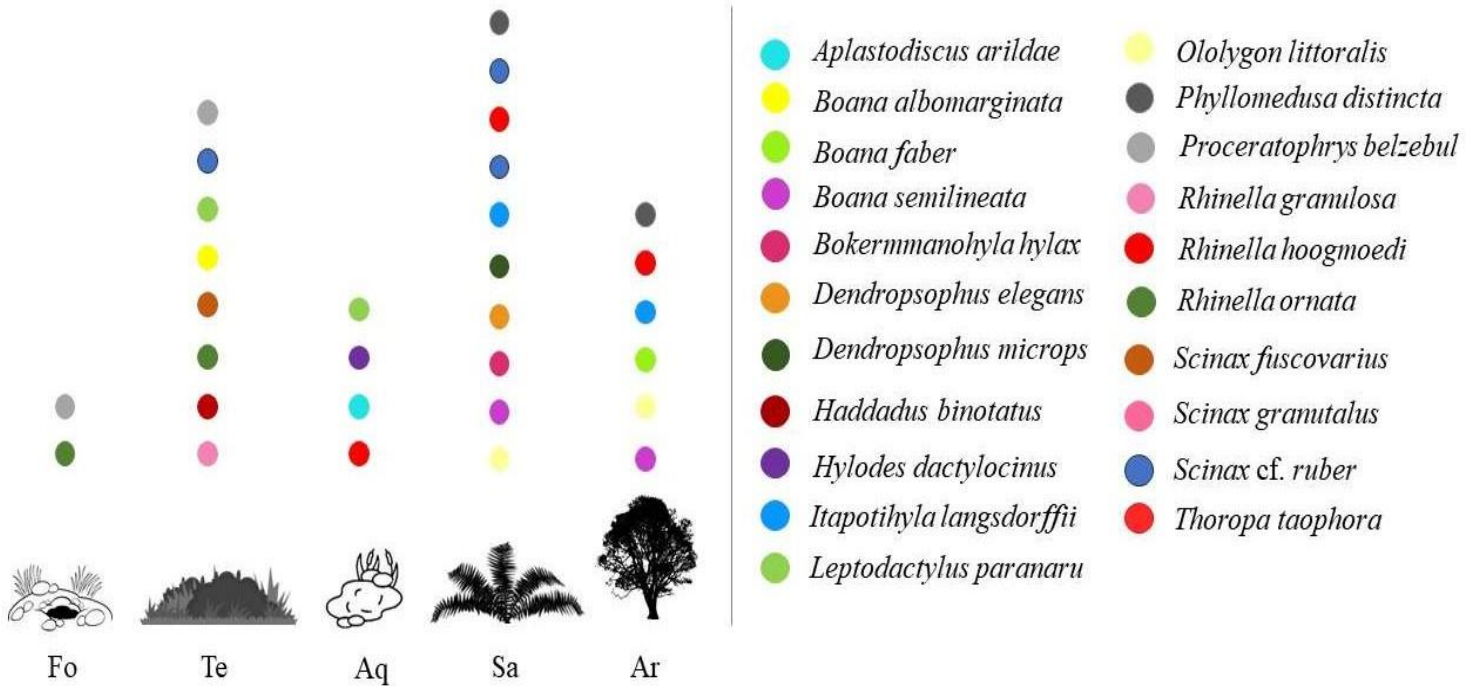 Aplastodiscus arildae
Boana albomarginata
Boana faber
Boana semilineata
Bokermmanohyla hylax
Dendropsophus elegans
Dendropsophus microps
Haddadus binotatus
Hylodes dactylocinus
Itapotihyla langsdorffii
Leptodactylus paranaru
Ololygon littoralis
Phyllomedusa distincta
Proceratophrys belzebul
Rhinella granulosa
Rhinella hoogmoedi
Rhinella ornata
Scinax fuscovarius
Scinax granutalus
Scinax cf. ruber
Thoropa taophora
Fo
Te
Aq
Sa
Ar